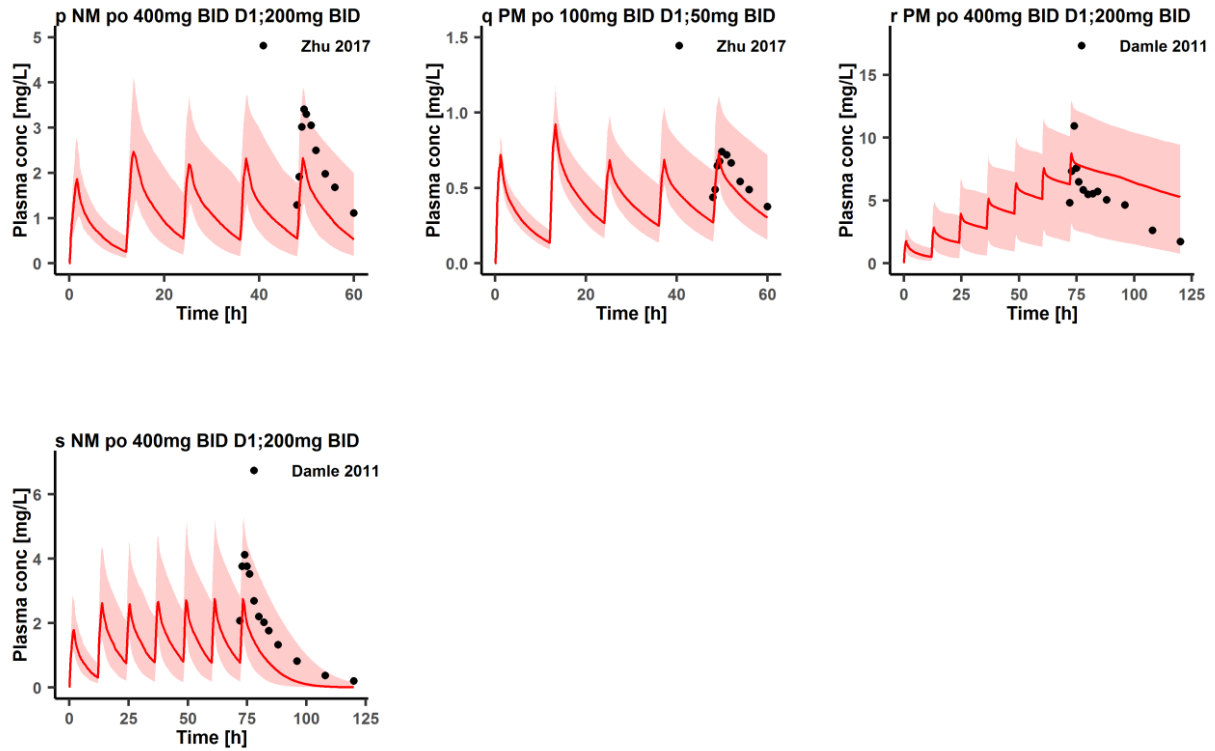 p NM po 400mg BID D1;200mg BID
5
4
3
2
1
0
Plasma conc [mg/L]
Zhu 2017
0 20 40 60
Time [h]
q PM po 100mg BID D1;50mg BID
1.5
1.0
0.5
0.0
Plasma conc [mg/L]
Zhu 2017
0 20 40 60
Time [h]
r PM po 400mg BID D1;200mg BID
15
10
5
0
Plasma conc [mg/L]
Damle 2011
0 25 50 75 100 125
Time [h]
s NM po 400mg BID D1;200mg BID
6
4
2
0
Plasma conc [mg/L]
Damle 2011
0 25 50 75 100 125
Time [h]